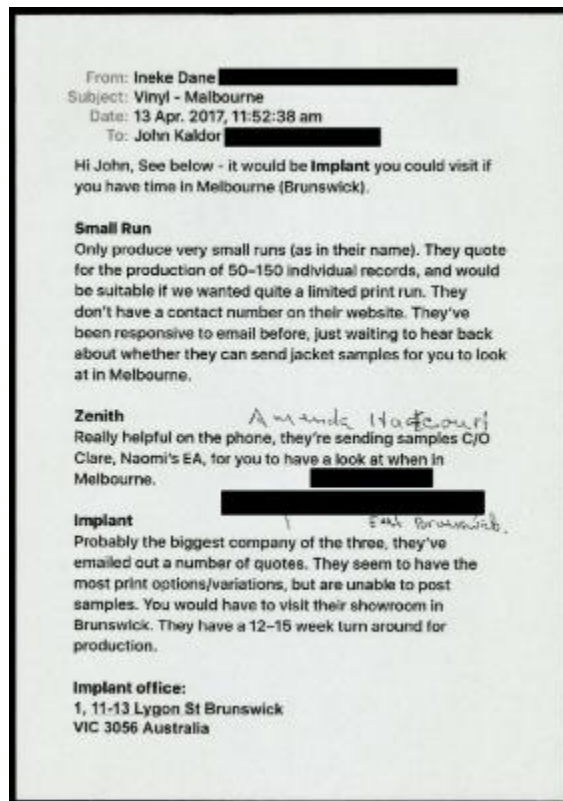 From: Ineke Dane
Subject: Vinyl - Malbourne
Date: 13 Apr. 2017, 11:52:38 am
To: John Kaldor
Hi John, See below - it would be Implant you could visit if
you have time in Melbourne (Brunswick).
Small Run
Only produce very small runs (as in their name). They quote
for the production of 50–150 individual records, and would
be suitable if we wanted quite a limited print run. They
don't have a contact number on their website. They've
been responsive to email before, just waiting to hear back
about whether they can send jacket samples for you to look
at in Melbourne.
Zenith Amanda
Really helpful on the phone, they're sending samples C/O
Clare, Naomi's EA, for you to have a look at when in
Melbourne.
Implant East Brunswick.
Probably the biggest company of the three, they've
emailed out a number of quotes. They seem to have the
most print options/variations, but are unable to post
samples. You would have to visit their showroom in
Brunswick. They have a 12–15 week turn around for
production.
Implant office:
1, 11-13 Lygon St Brunswick
VIC 3056 Australia